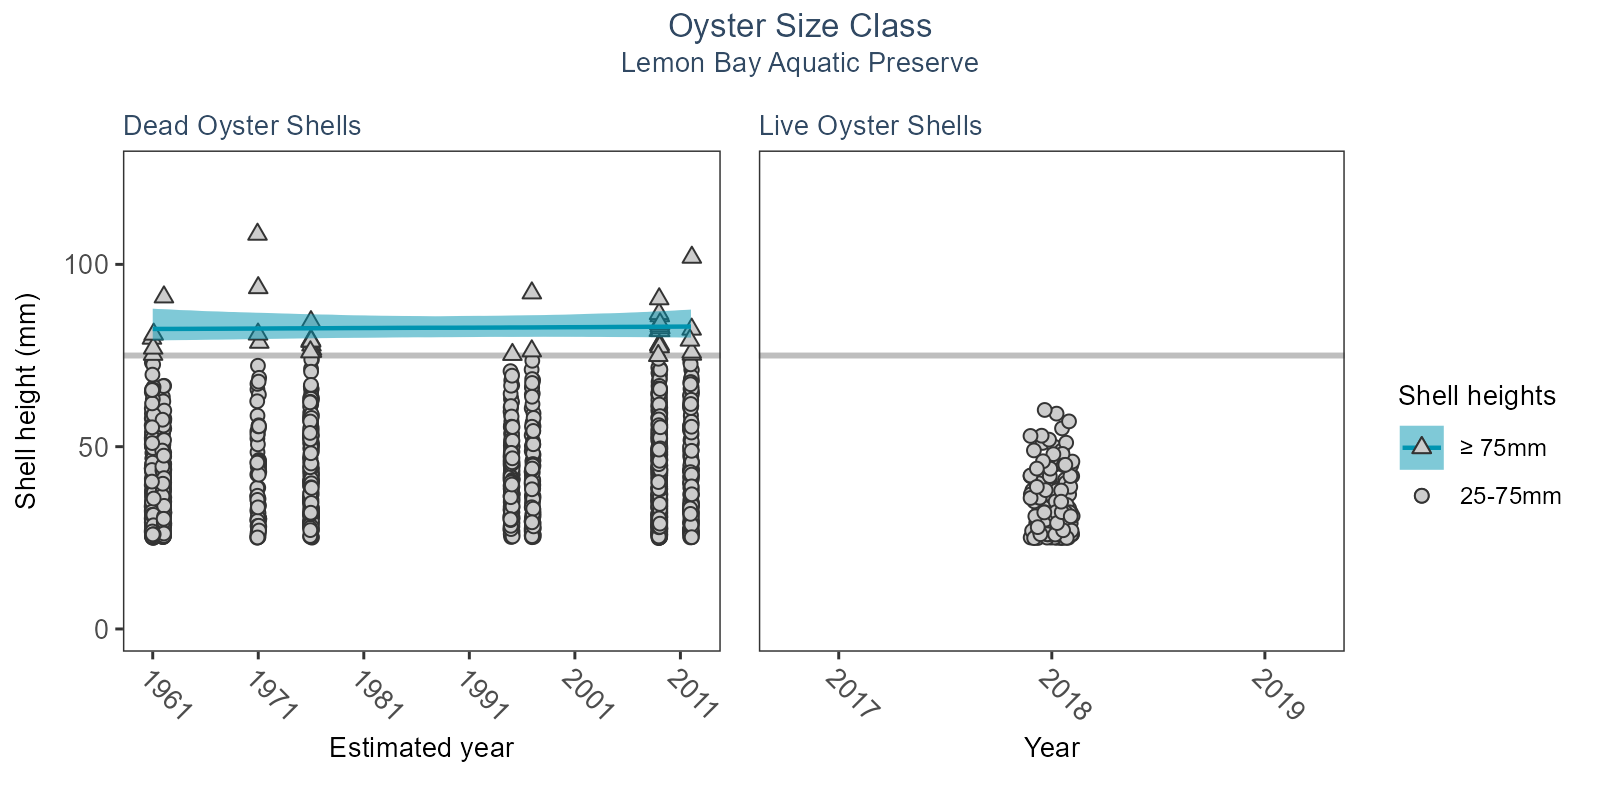 Oyster Size Class
Lemon Bay Aquatic Preserve
Dead Oyster Shells
Live Oyster Shells
Shell height (mm)
100
50
0
1961
1971
1981
1991
2001
2011
Estimated year
2017
2018
2019
Year
Shell heights
≥ 75mm
25-75mm